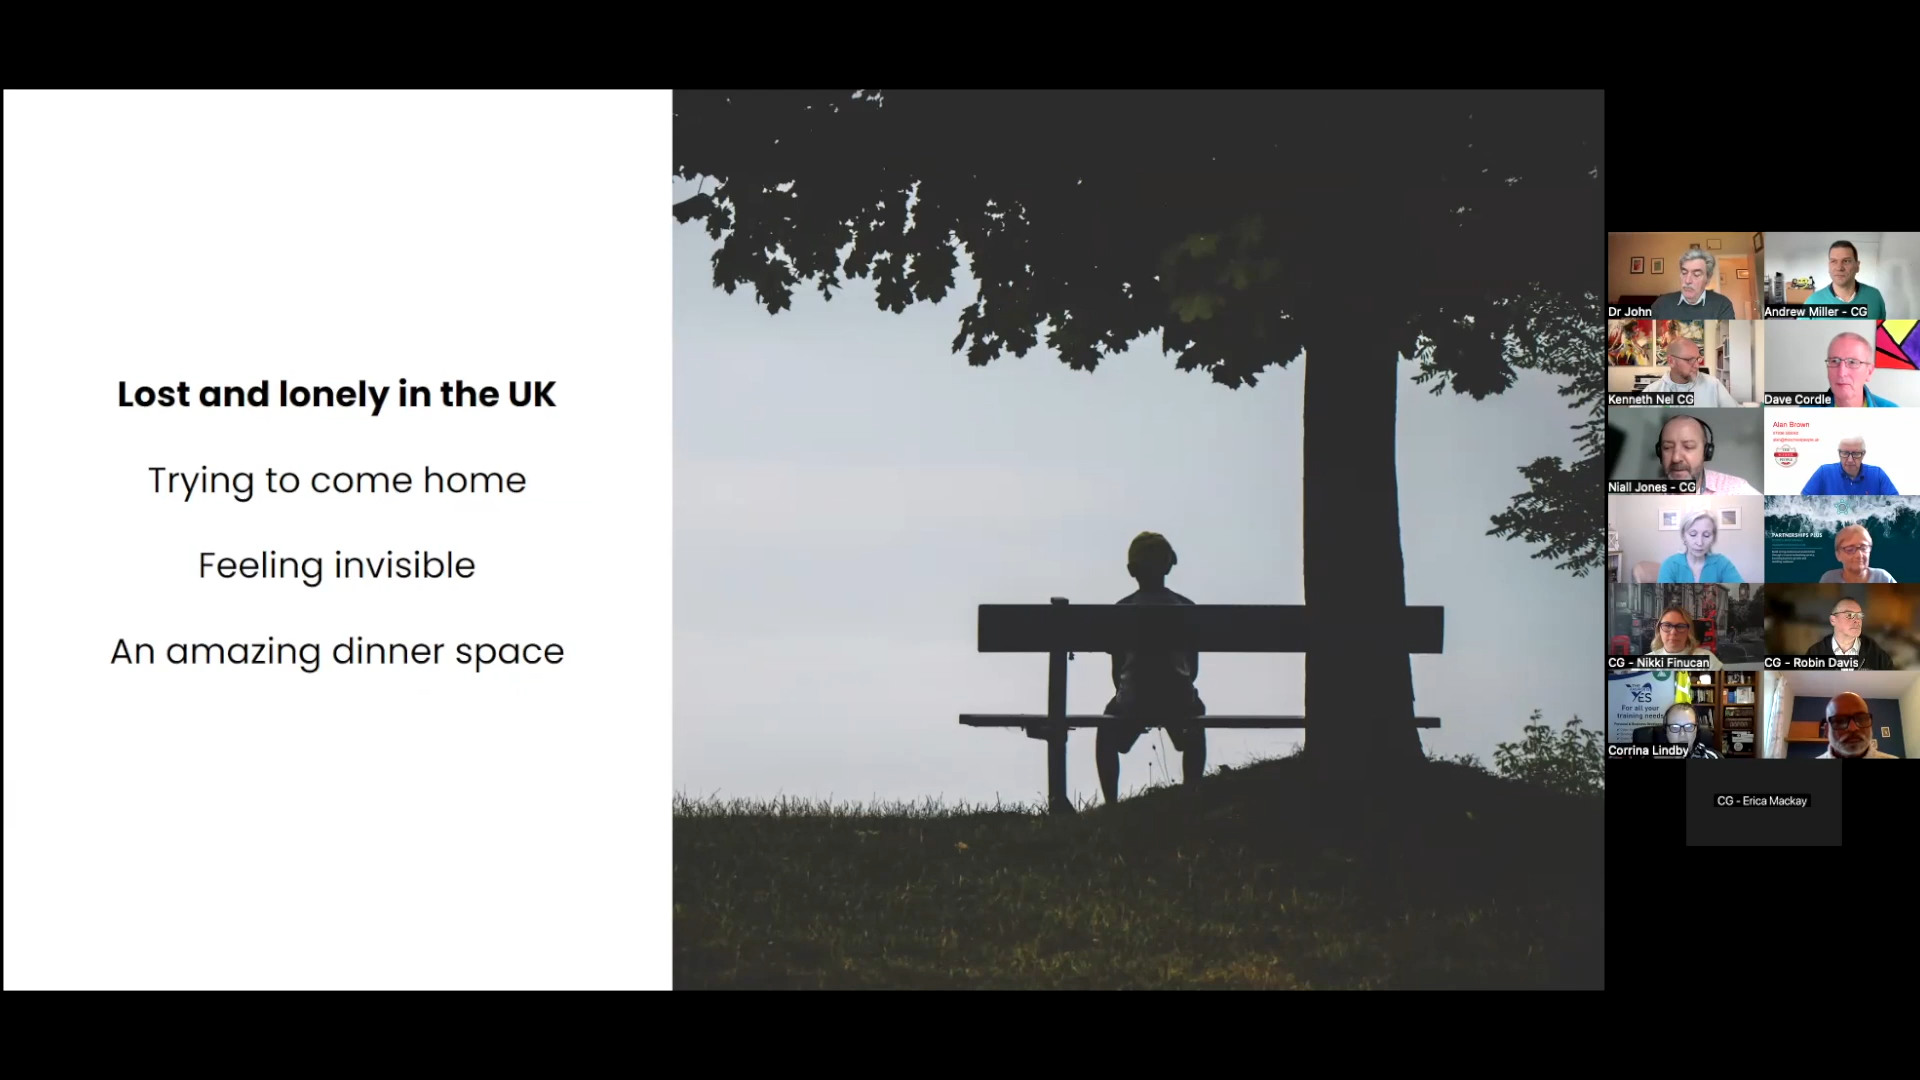 Lost and lonely in the UK
Trying to come home
Feeling invisible
An amazing dinner space
Dr John
Andrew Miller - CG
Kenneth Nel CG
Dave Cordle
Niall Jones - CG
Alan Brown
PARTNERSHIPS PLUS
CG - Nikki Finucan
CG - Robin Davis
YES
For all your
training needs
Corrina Lindby
CG - Erica Mackay